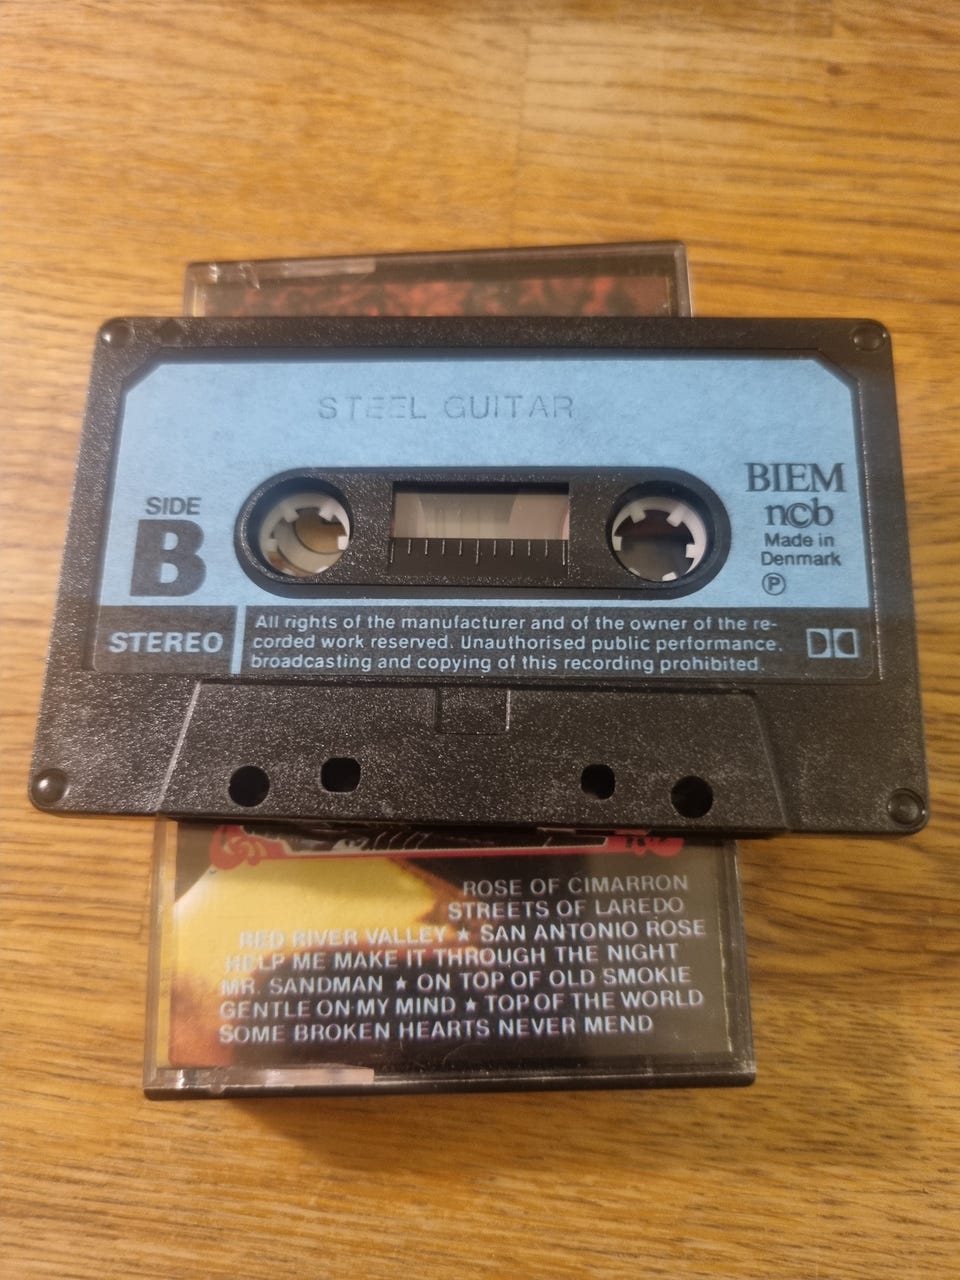 STEEL GUITAR
SIDE
B
BIEM
ncb
Made in
Denmark
Ⓟ
STEREO
All rights of the manufacturer and of the owner of the re-
corded work reserved. Unauthorised public performance,
broadcasting and copying of this recording prohibited.
ROSE OF CIMARRON
STREETS OF LAREDO
RED RIVER VALLEY ★ SAN ANTONIO ROSE
HELP ME MAKE IT THROUGH THE NIGHT
MR. SANDMAN ★ ON TOP OF OLD SMOKIE
GENTLE ON MY MIND ★ TOP OF THE WORLD
SOME BROKEN HEARTS NEVER MEND